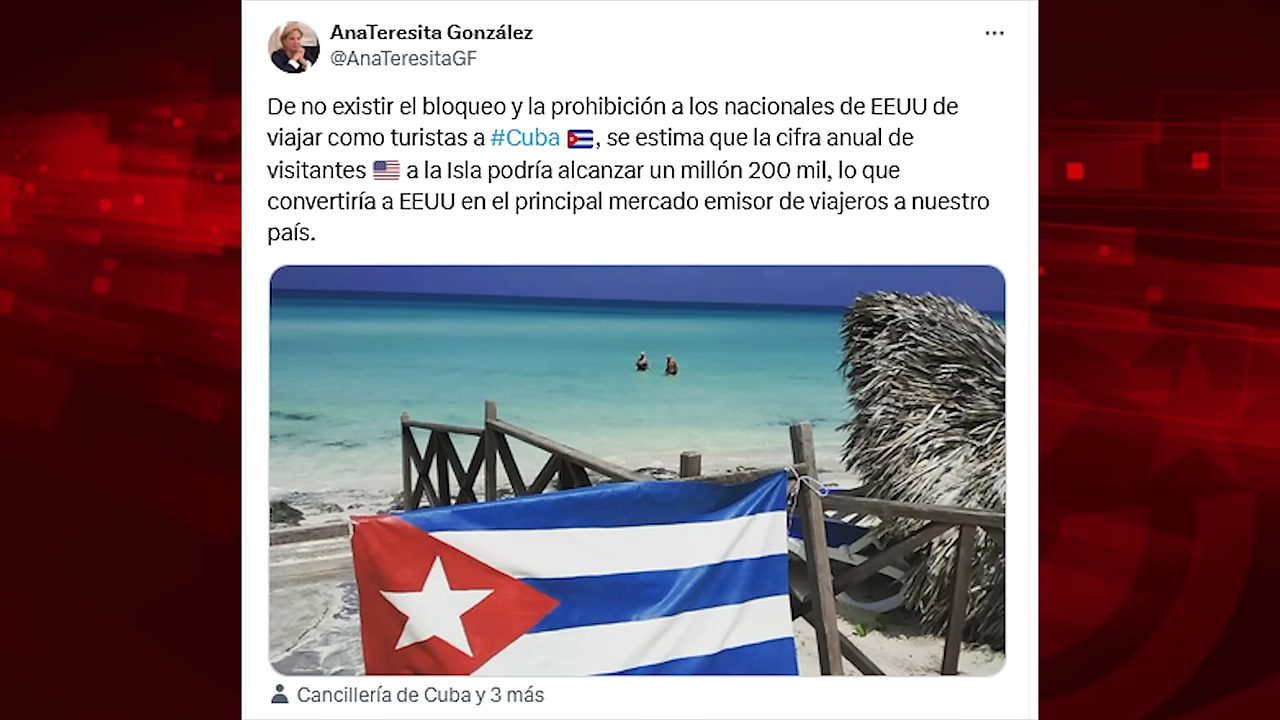 AnaTeresita González
@AnaTeresitaGF
De no existir el bloqueo y la prohibición a los nacionales de EEUU de
viajar como turistas a #Cuba 🇨🇺, se estima que la cifra anual de
visitantes 🇺🇸 a la Isla podría alcanzar un millón 200 mil, lo que
convertiría a EEUU en el principal mercado emisor de viajeros a nuestro
país.
Cancillería de Cuba y 3 más